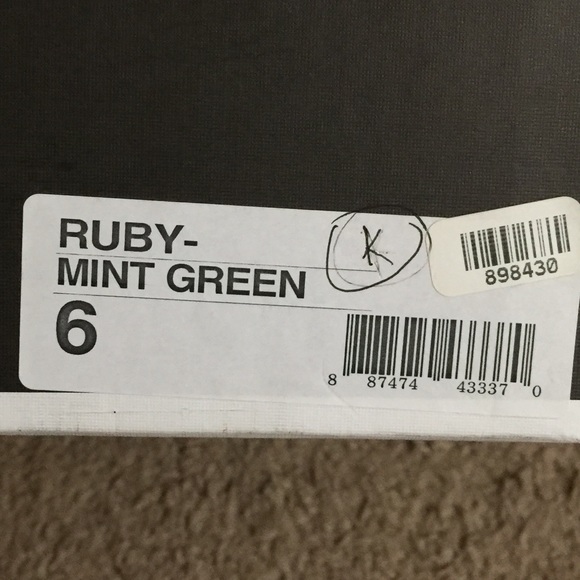 RUBY-
MINT GREEN
6
K
898430
8 87474 43337 0